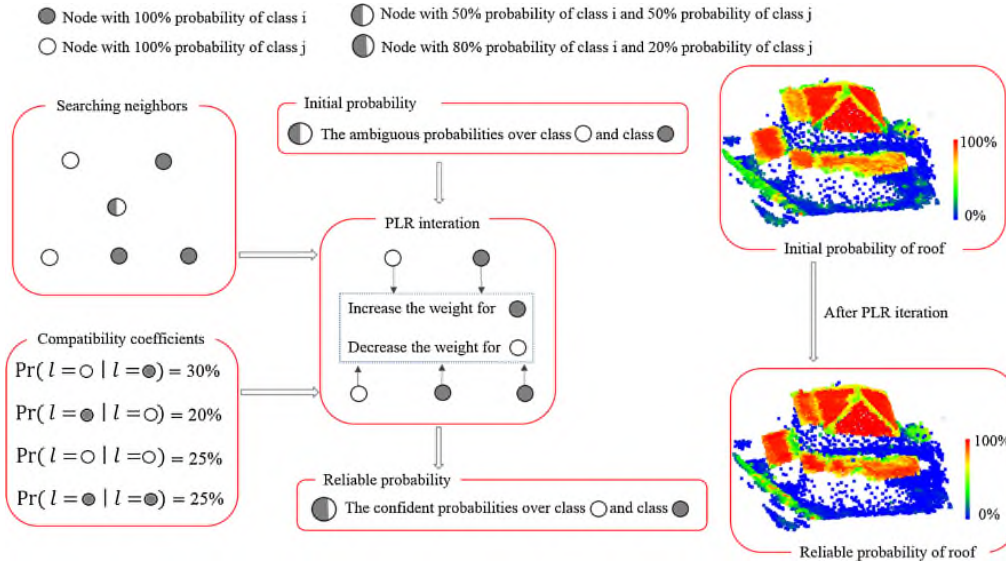 Node with 100% probability of class i
Node with 50% probability of class i and 50% probability of class j
Node with 100% probability of class j
Node with 80% probability of class i and 20% probability of class j
Searching neighbors
Initial probability
The ambiguous probabilities over class and class
PLR interation
Increase the weight for
Decrease the weight for
Compatibility coefficients
Pr( l = | l = ) = 30%
Pr( l = | l = ) = 20%
Pr( l = | l = ) = 25%
Pr( l = | l = ) = 25%
Reliable probability
The confident probabilities over class and class
100%
0%
Initial probability of roof
After PLR iteration
100%
0%
Reliable probability of roof